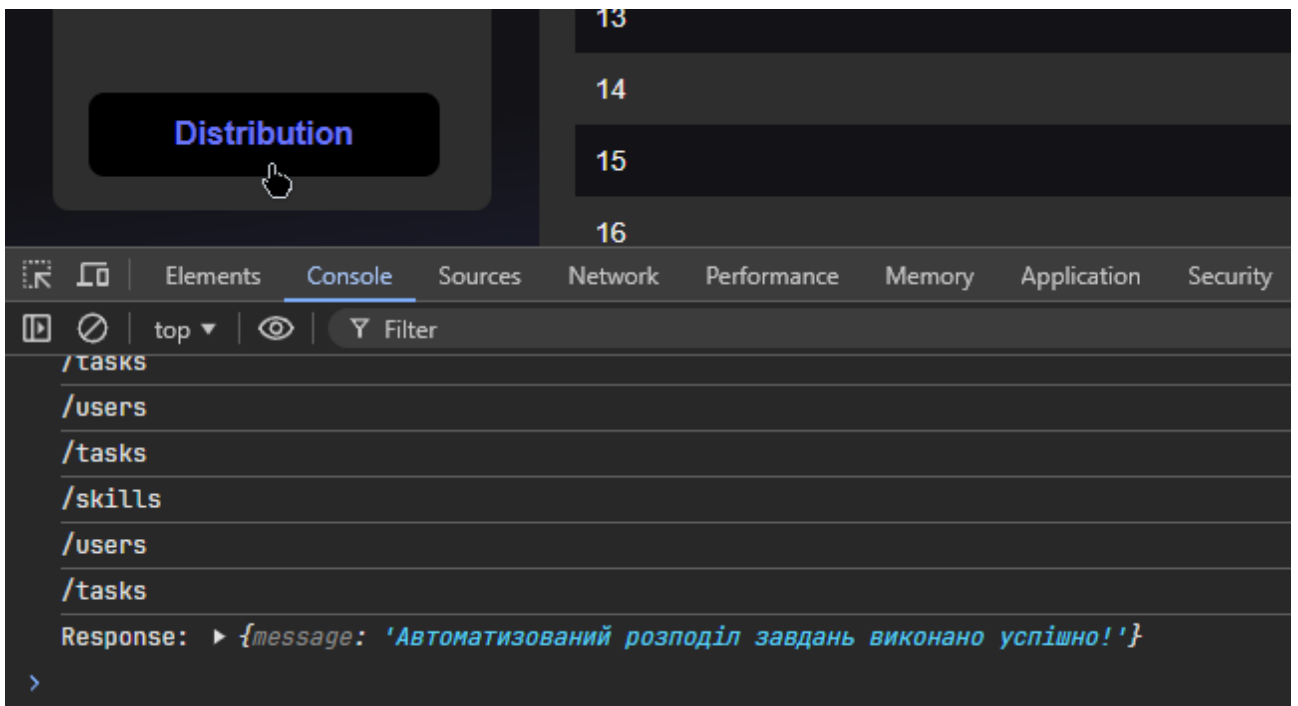 13
14
Distribution
15
16
Elements Console Sources Network Performance Memory Application Security
top Filter
/tasks
/users
/tasks
/skills
/users
/tasks
Response: {message: 'Автоматизований розподіл завдань виконано успішно!'}